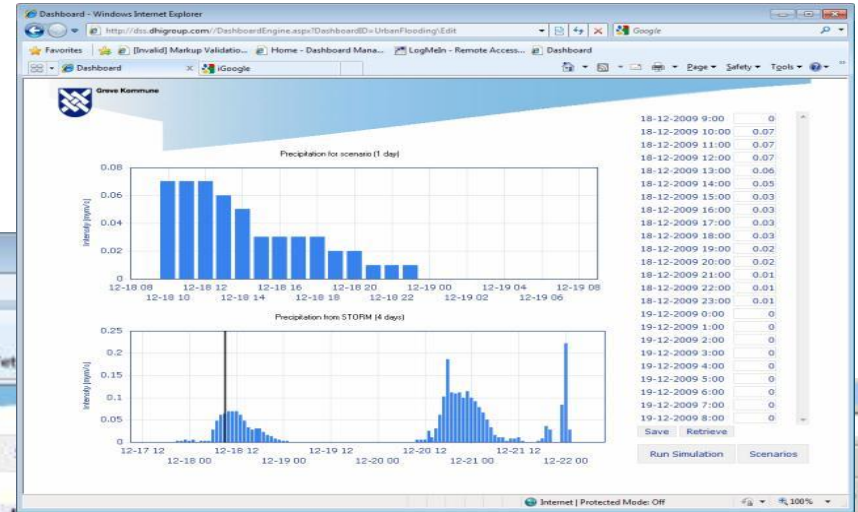 Dashboard - Windows Internet Explorer
http://dss.dhigroup.com//DashboardEngine.aspx?DashboardID=UrbanFlooding\Edit
Google
Favorites
[Invalid] Markup Validatio...
Home - Dashboard Mana...
LogMeIn - Remote Access...
Dashboard
Dashboard
iGoogle
Page
Safety
Tools
Greve Kommune
Precipitation for scenario (1 day)
0.08
0.06
0.04
0.02
0
Intensity [mym/s]
12-18 08 12-18 12 12-18 16 12-18 20 12-19 00 12-19 04 12-19 08
12-18 10 12-18 14 12-18 18 12-18 22 12-19 02 12-19 06
Precipitation from STORM (4 days)
0.25
0.2
0.15
0.1
0.05
0
Intensity [mym/s]
12-17 12 12-18 12 12-19 12 12-20 12 12-21 12
12-18 00 12-19 00 12-20 00 12-21 00 12-22 00
18-12-2009 9:00 0
18-12-2009 10:00 0.07
18-12-2009 11:00 0.07
18-12-2009 12:00 0.07
18-12-2009 13:00 0.06
18-12-2009 14:00 0.05
18-12-2009 15:00 0.03
18-12-2009 16:00 0.03
18-12-2009 17:00 0.03
18-12-2009 18:00 0.03
18-12-2009 19:00 0.02
18-12-2009 20:00 0.02
18-12-2009 21:00 0.01
18-12-2009 22:00 0.01
18-12-2009 23:00 0.01
19-12-2009 0:00 0
19-12-2009 1:00 0
19-12-2009 2:00 0
19-12-2009 3:00 0
19-12-2009 4:00 0
19-12-2009 5:00 0
19-12-2009 6:00 0
19-12-2009 7:00 0
19-12-2009 8:00 0
Save Retrieve
Run Simulation Scenarios
Internet | Protected Mode: Off
100%